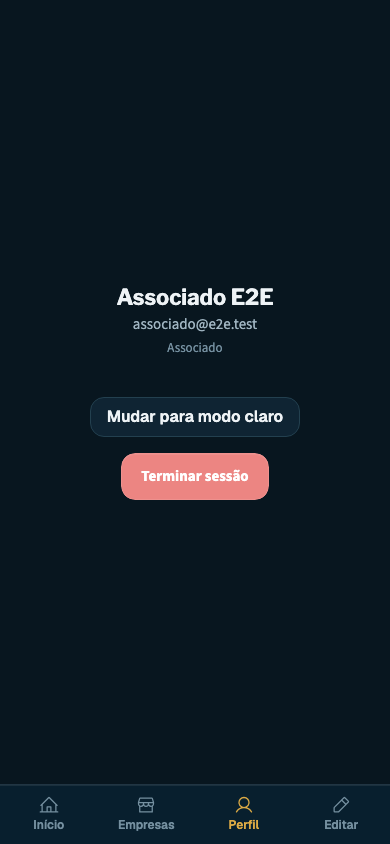 Associado E2E
associado@e2e.test
Associado
Mudar para modo claro
Terminar sessão
Início
Empresas
Perfil
Editar